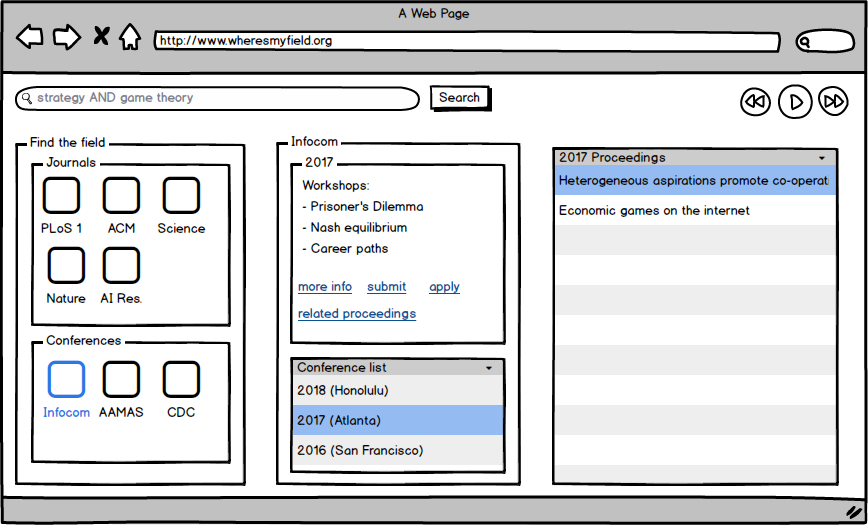 A Web Page
http://www.wheresmyfield.org
strategy AND game theory
Search
Find the field
Journals
PLoS 1
ACM
Science
Nature
AI Res.
Conferences
Infocom
AAMAS
CDC
Infocom
2017
Workshops:
- Prisoner's Dilemma
- Nash equilibrium
- Career paths
more info
submit
apply
related proceedings
Conference list
2018 (Honolulu)
2017 (Atlanta)
2016 (San Francisco)
2017 Proceedings
Heterogeneous aspirations promote co-operati
Economic games on the internet